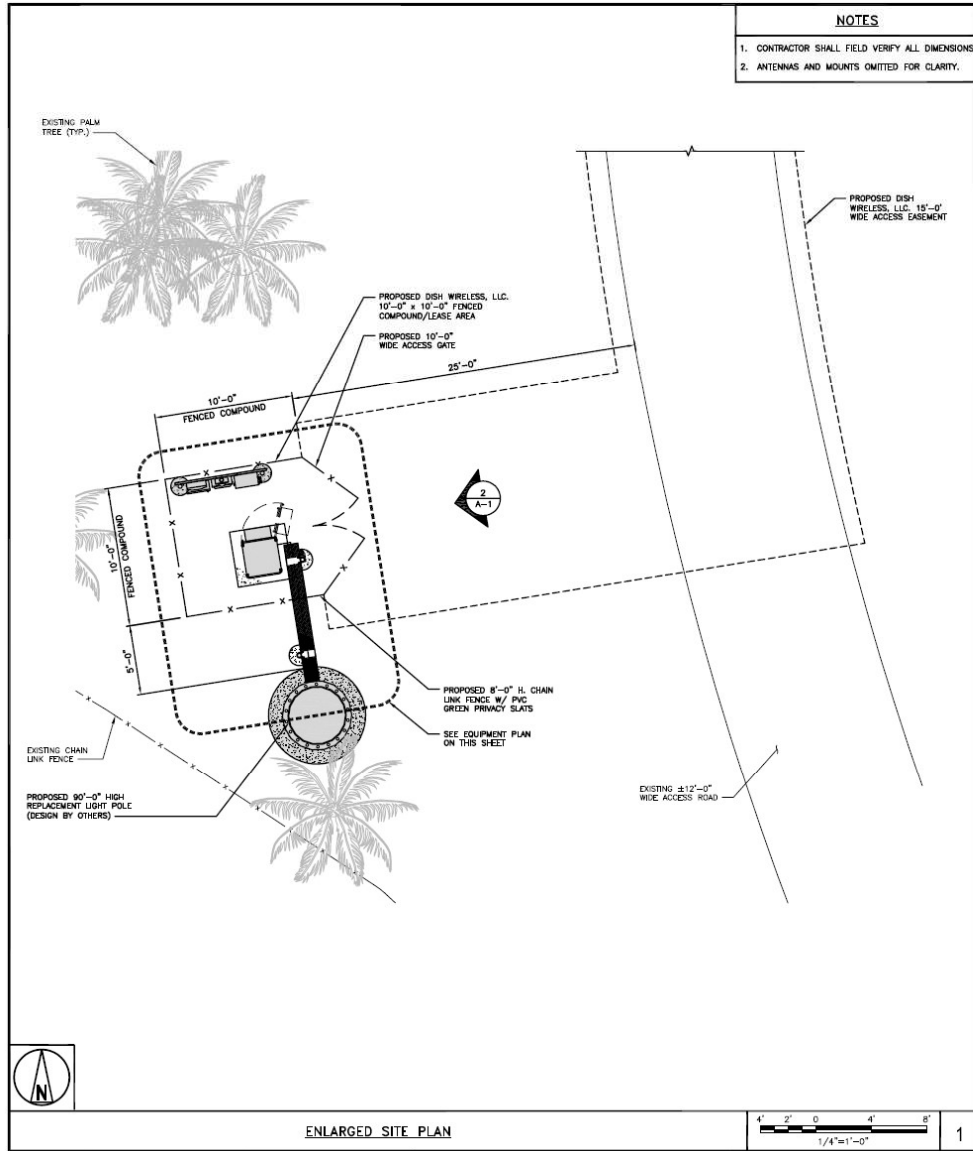 NOTES
1. CONTRACTOR SHALL FIELD VERIFY ALL DIMENSIONS
2. ANTENNAS AND MOUNTS OMITTED FOR CLARITY.
EXISTING PALM
TREE (TYP.)
PROPOSED DISH
WIRELESS, LLC. 15'-0"
WIDE ACCESS EASEMENT
PROPOSED DISH WIRELESS, LLC.
10'-0" x 10'-0" FENCED
COMPOUND/LEASE AREA
PROPOSED 10'-0"
WIDE ACCESS GATE
25'-0"
10'-0"
FENCED COMPOUND
2
A-1
10'-0"
FENCED COMPOUND
5'-0"
PROPOSED 8'-0" H. CHAIN
LINK FENCE W/ PVC
GREEN PRIVACY SLATS
SEE EQUIPMENT PLAN
ON THIS SHEET
EXISTING CHAIN
LINK FENCE
PROPOSED 90'-0" HIGH
REPLACEMENT LIGHT POLE
(DESIGN BY OTHERS)
EXISTING ±12'-0"
WIDE ACCESS ROAD
N
ENLARGED SITE PLAN
4' 2' 0 4' 8'
1/4"=1'-0"
1